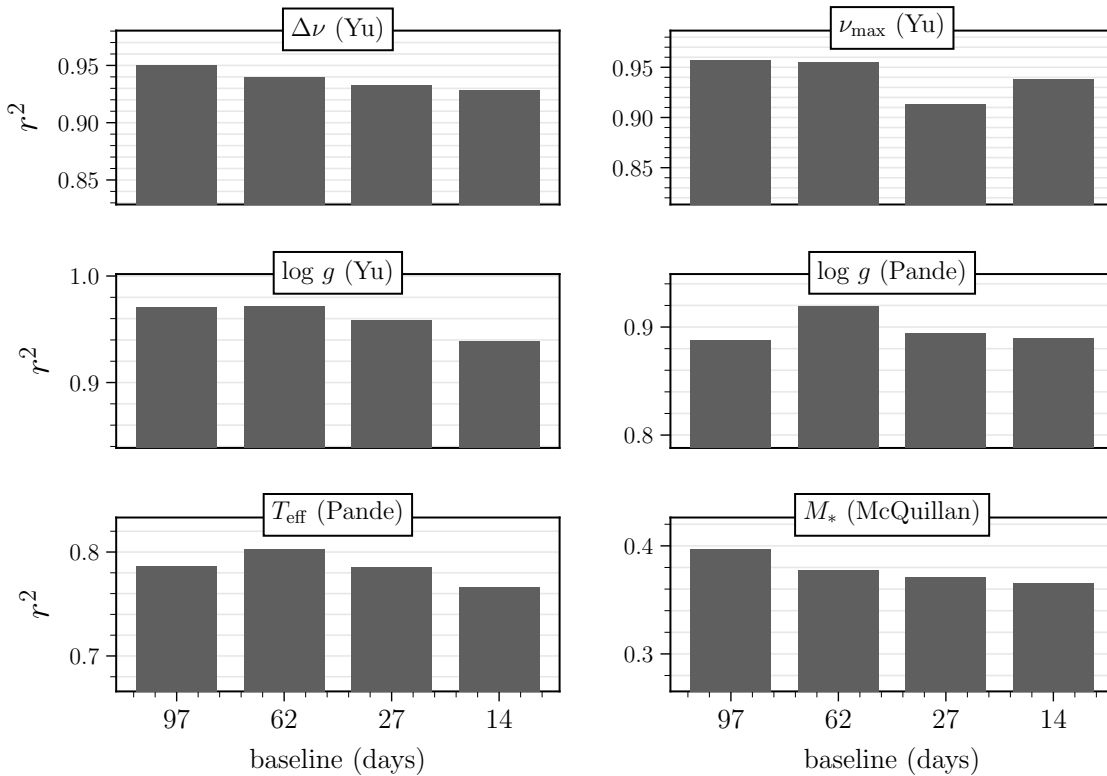 Δν (Yu)
r²
0.95
0.90
0.85
ν_max (Yu)
0.95
0.90
0.85
log g (Yu)
r²
1.0
0.9
log g (Pande)
0.9
0.8
T_eff (Pande)
r²
0.8
0.7
97 62 27 14
baseline (days)
M_* (McQuillan)
0.4
0.3
97 62 27 14
baseline (days)